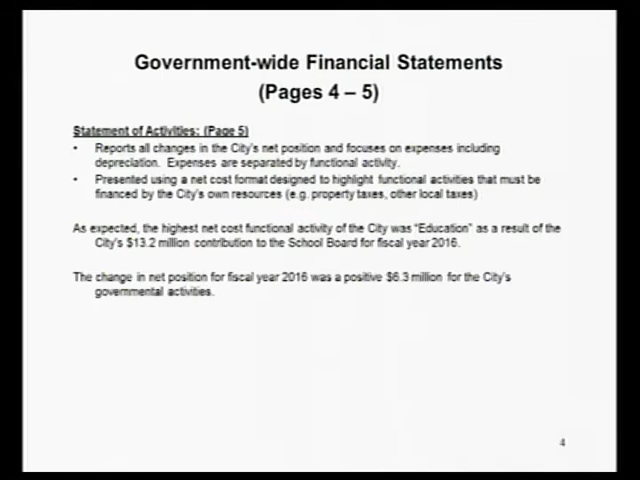 Government-wide Financial Statements
(Pages 4 – 5)
Statement of Activities: (Page 5)
• Reports all changes in the City's net position and focuses on expenses including
depreciation. Expenses are separated by functional activity.
• Presented using a net cost format designed to highlight functional activities that must be
financed by the City's own resources (e.g. property taxes, other local taxes)
As expected, the highest net cost functional activity of the City was "Education" as a result of the
City's $13.2 million contribution to the School Board for fiscal year 2016.
The change in net position for fiscal year 2016 was a positive $6.3 million for the City's
governmental activities.
4